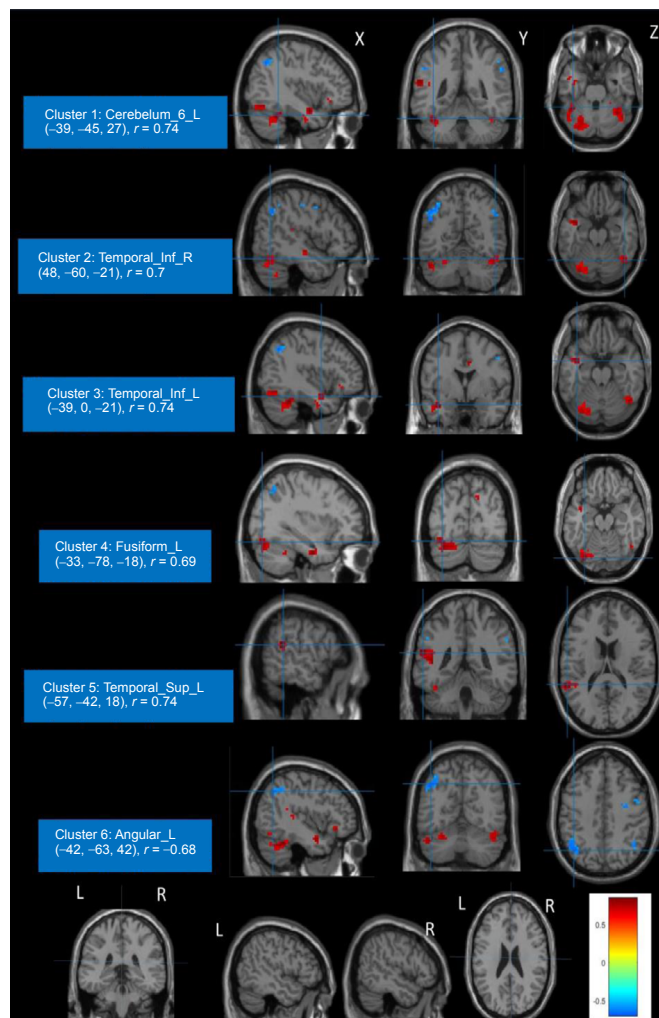 X Y Z
Cluster 1: Cerebelum_6_L
(–39, –45, 27), r = 0.74
Cluster 2: Temporal_Inf_R
(48, –60, –21), r = 0.7
Cluster 3: Temporal_Inf_L
(–39, 0, –21), r = 0.74
Cluster 4: Fusiform_L
(–33, –78, –18), r = 0.69
Cluster 5: Temporal_Sup_L
(–57, –42, 18), r = 0.74
Cluster 6: Angular_L
(–42, –63, 42), r = –0.68
L R L R L R
0.5
0
-0.5